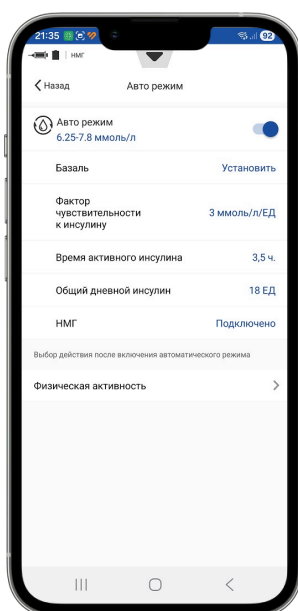 21:35
92
НМГ
Назад Авто режим
Авто режим
6.25-7.8 ммоль/л
Базаль Установить
Фактор
чувствительности
к инсулину
3 ммоль/л/ЕД
Время активного инсулина 3,5 ч.
Общий дневной инсулин 18 ЕД
НМГ Подключено
Выбор действия после включения автоматического режима
Физическая активность